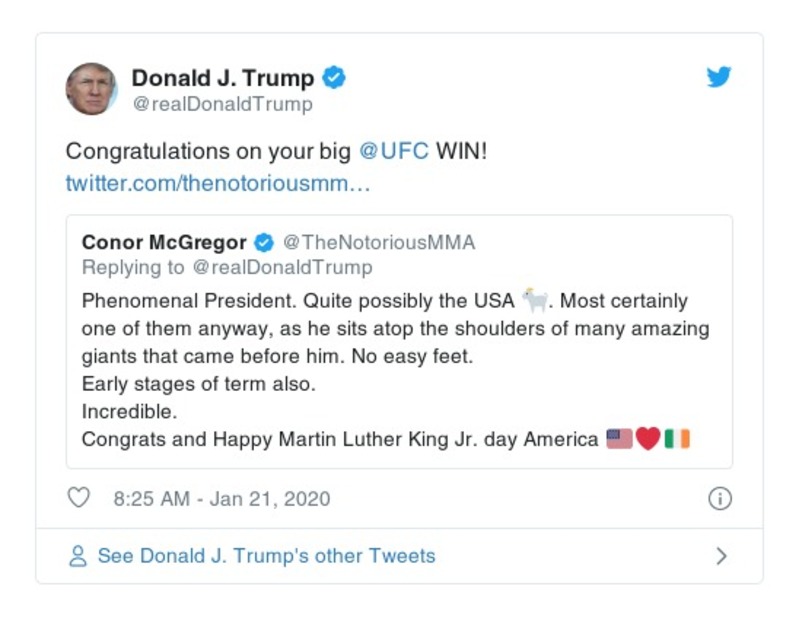 Donald J. Trump
@realDonaldTrump
Congratulations on your big @UFC WIN!
twitter.com/thenotoriousmm…
Conor McGregor @TheNotoriousMMA
Replying to @realDonaldTrump
Phenomenal President. Quite possibly the USA 🐐. Most certainly
one of them anyway, as he sits atop the shoulders of many amazing
giants that came before him. No easy feet.
Early stages of term also.
Incredible.
Congrats and Happy Martin Luther King Jr. day America 🇺🇸❤️🇮🇪
8:25 AM - Jan 21, 2020
See Donald J. Trump's other Tweets